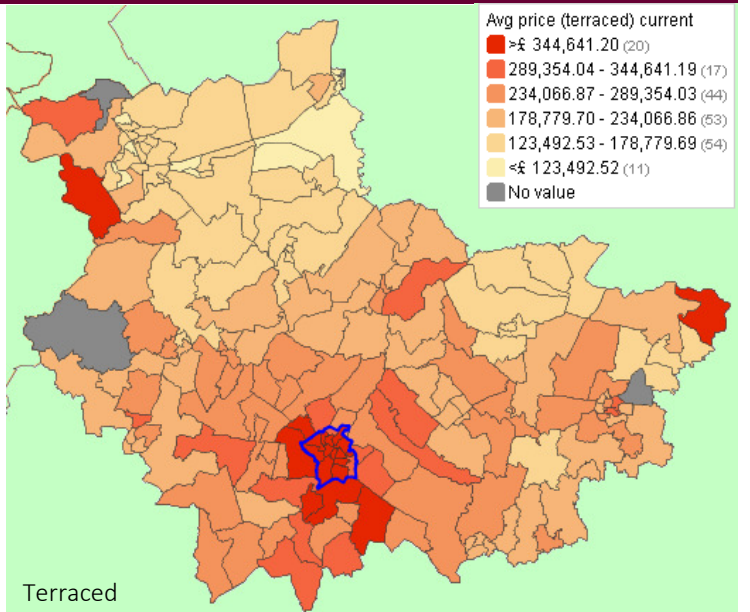 Avg price (terraced) current
>£ 344,641.20 (20)
289,354.04 - 344,641.19 (17)
234,066.87 - 289,354.03 (44)
178,779.70 - 234,066.86 (53)
123,492.53 - 178,779.69 (54)
<£ 123,492.52 (11)
No value
Terraced